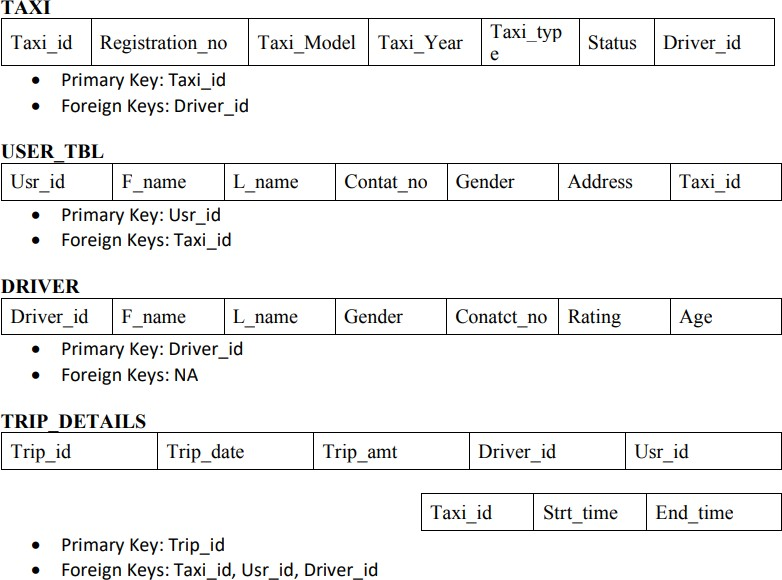 TAXI
Taxi_id Registration_no Taxi_Model Taxi_Year Taxi_typ
e Status Driver_id
• Primary Key: Taxi_id
• Foreign Keys: Driver_id
USER_TBL
Usr_id F_name L_name Contat_no Gender Address Taxi_id
• Primary Key: Usr_id
• Foreign Keys: Taxi_id
DRIVER
Driver_id F_name L_name Gender Conatct_no Rating Age
• Primary Key: Driver_id
• Foreign Keys: NA
TRIP_DETAILS
Trip_id Trip_date Trip_amt Driver_id Usr_id
Taxi_id Strt_time End_time
• Primary Key: Trip_id
• Foreign Keys: Taxi_id, Usr_id, Driver_id